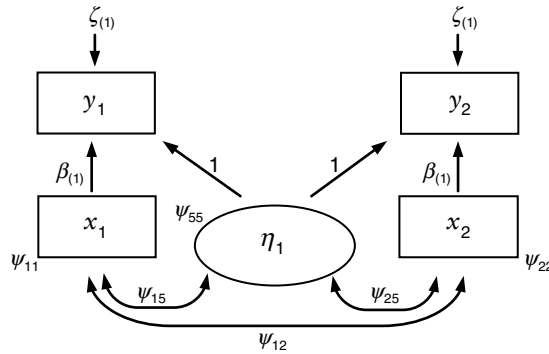 ζ(1) ζ(1)
y1 y2
β(1) 1 1 β(1)
x1 ψ55 η1 x2
ψ11 ψ22
ψ15 ψ25
ψ12